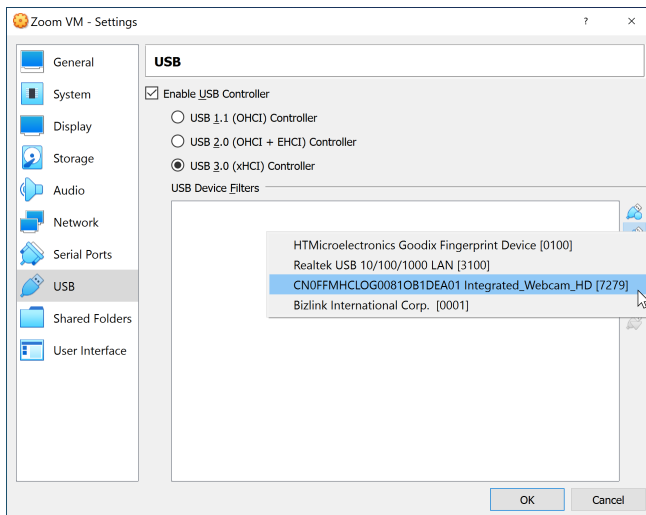 Zoom VM - Settings
? ×
General
System
Display
Storage
Audio
Network
Serial Ports
USB
Shared Folders
User Interface
USB
Enable USB Controller
USB 1.1 (OHCI) Controller
USB 2.0 (OHCI + EHCI) Controller
USB 3.0 (xHCI) Controller
USB Device Filters
HTMicroelectronics Goodix Fingerprint Device [0100]
Realtek USB 10/100/1000 LAN [3100]
CN0FFMHCLOG0081OB1DEA01 Integrated_Webcam_HD [7279]
Bizlink International Corp. [0001]
OK
Cancel